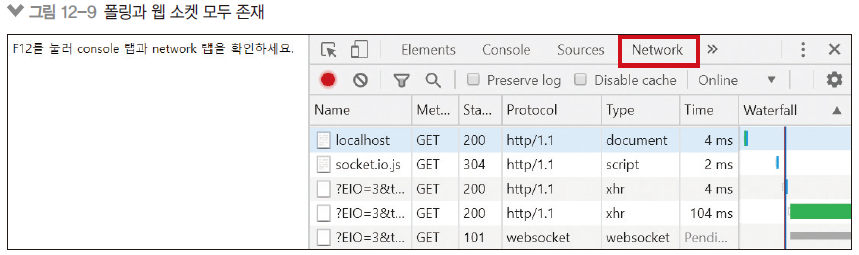 그림 12-9 폴링과 웹 소켓 모두 존재
F12를 눌러 console 탭과 network 탭을 확인하세요.
Elements Console Sources Network »
Preserve log Disable cache Online
Name Met... Sta... Protocol Type Time Waterfall
localhost GET 200 http/1.1 document 4 ms
socket.io.js GET 304 http/1.1 script 2 ms
?EIO=3&t... GET 200 http/1.1 xhr 4 ms
?EIO=3&t... GET 200 http/1.1 xhr 104 ms
?EIO=3&t... GET 101 websocket websocket Pendi...